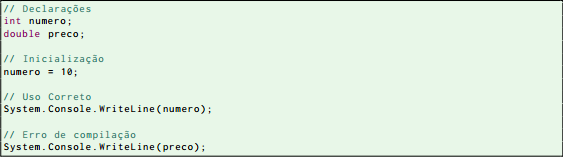 // Declarações
int numero;
double preco;
// Inicialização
numero = 10;
// Uso Correto
System.Console.WriteLine(numero);
// Erro de compilação
System.Console.WriteLine(preco);